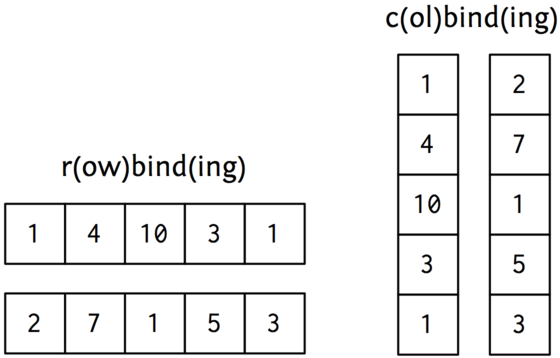 r(ow)bind(ing)
1 4 10 3 1
2 7 1 5 3
c(ol)bind(ing)
1 2
4 7
10 1
3 5
1 3